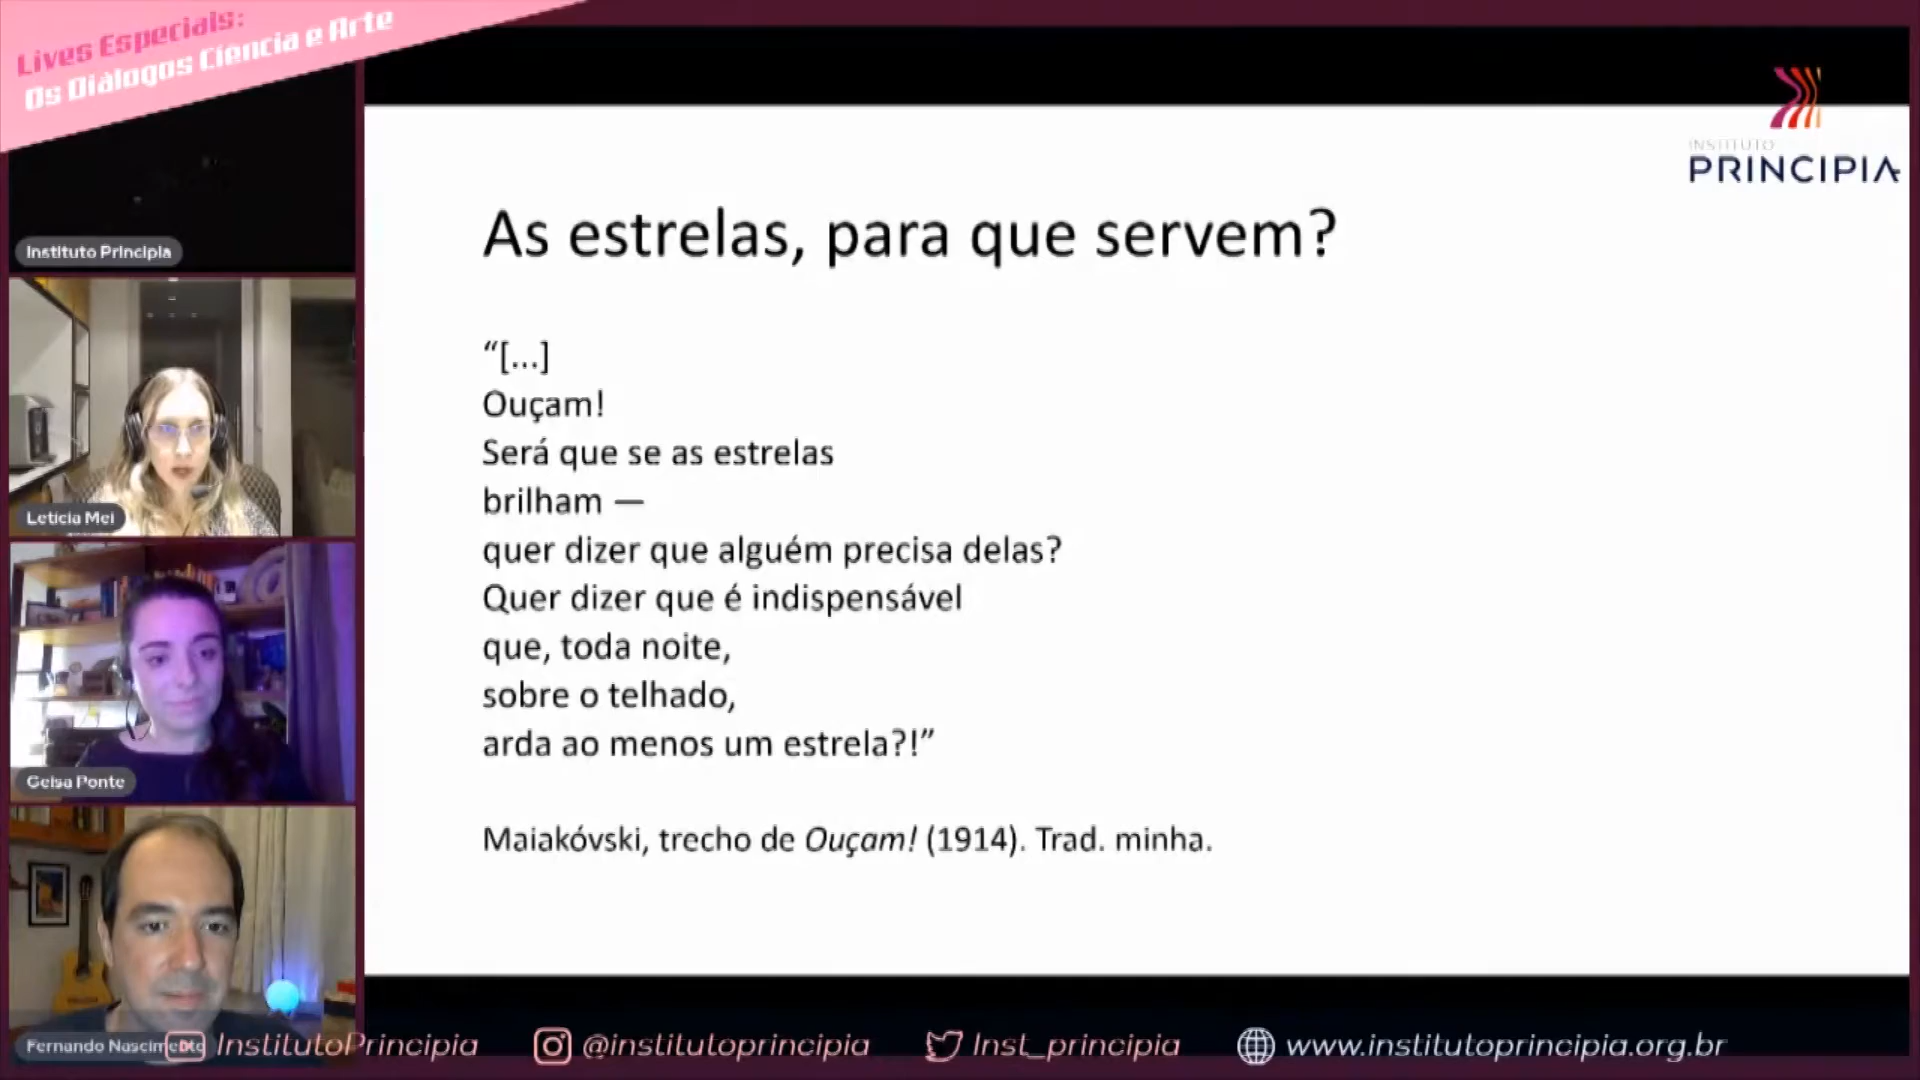 Lives Especiais:
Os Diálogos Ciência e Arte
INSTITUTO
PRINCIPIA
Instituto Principia
Leticia Mei
Geisa Ponte
Fernando Nascimento
As estrelas, para que servem?
“[...]
Ouçam!
Será que se as estrelas
brilham —
quer dizer que alguém precisa delas?
Quer dizer que é indispensável
que, toda noite,
sobre o telhado,
arda ao menos um estrela?!”
Maiakóvski, trecho de Ouçam! (1914). Trad. minha.
InstitutoPrincipia
@institutoprincipia
Inst_principia
www.institutoprincipia.org.br